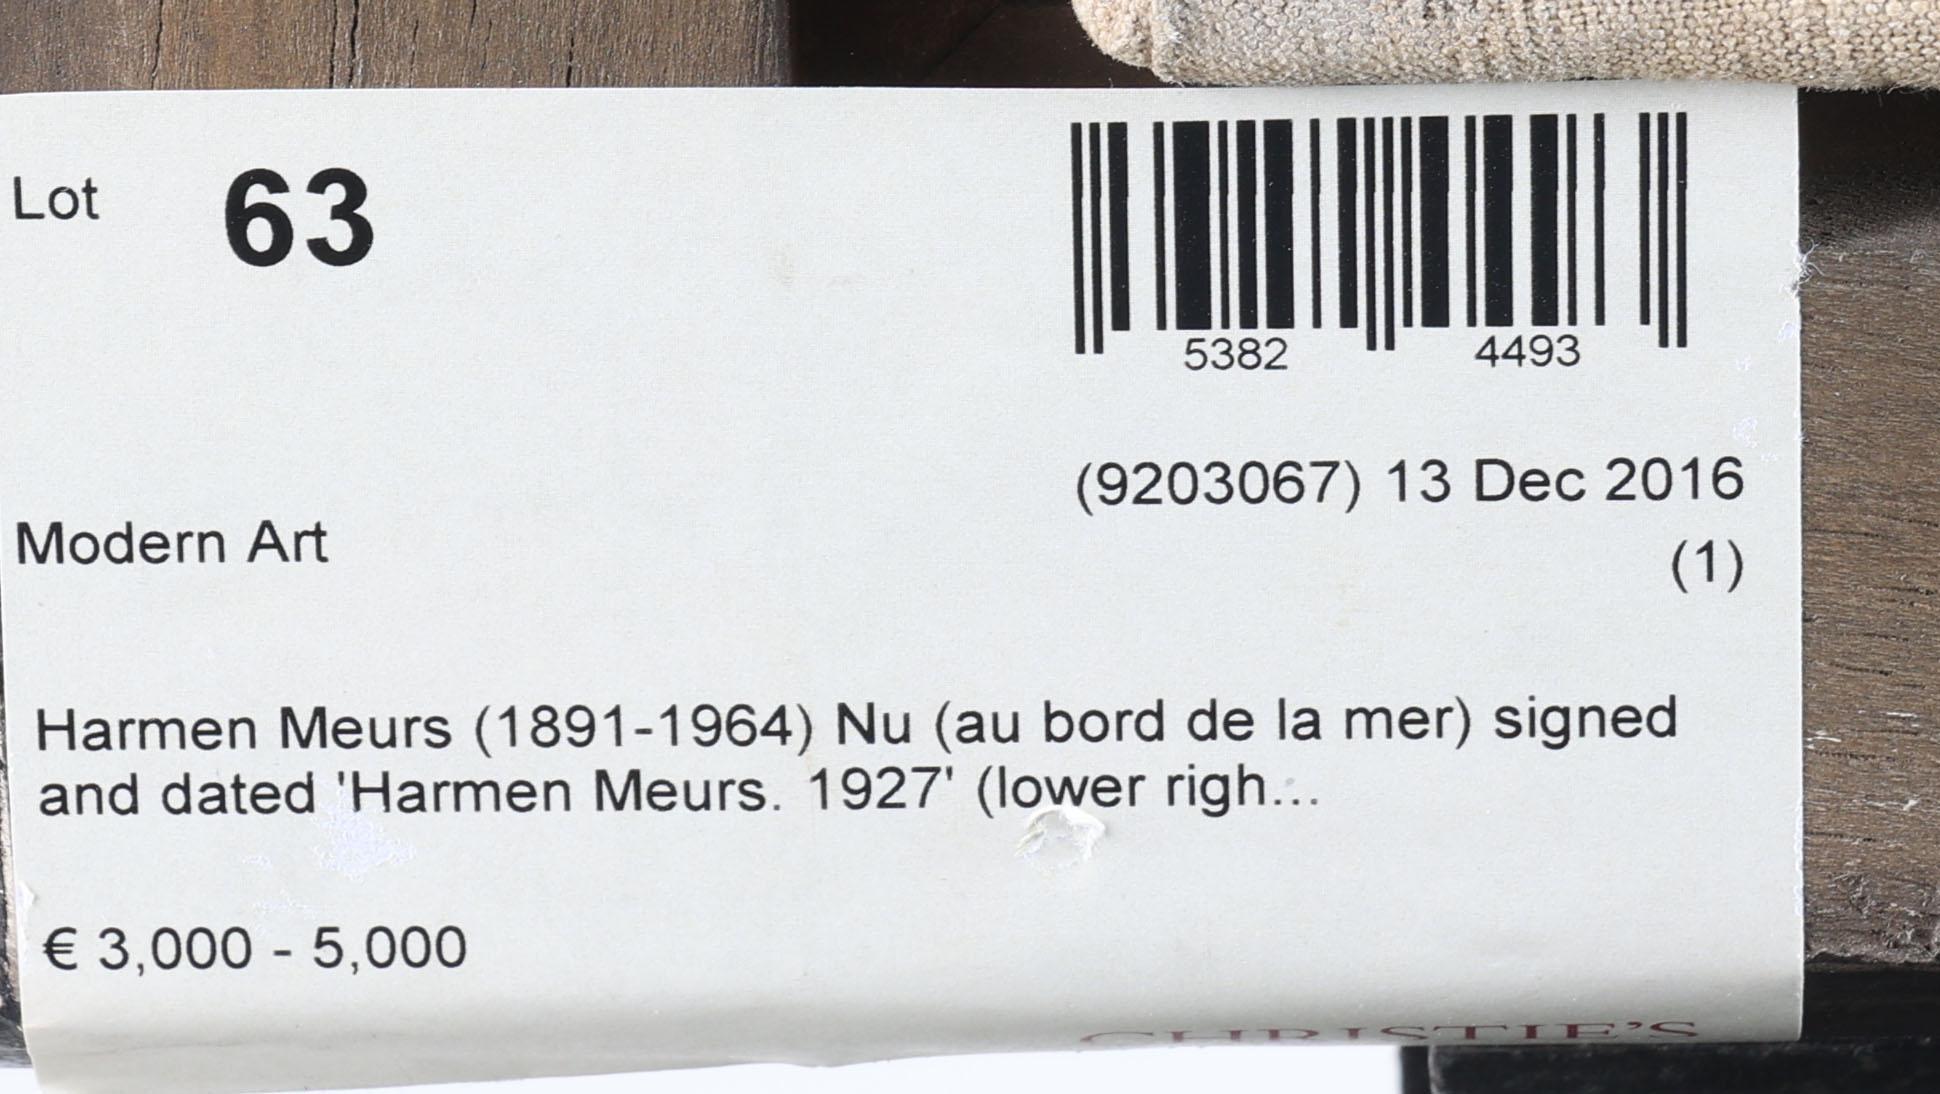 Lot 63
5382 4493
(9203067) 13 Dec 2016
Modern Art
(1)
Harmen Meurs (1891-1964) Nu (au bord de la mer) signed
and dated 'Harmen Meurs. 1927' (lower righ...
€ 3,000 - 5,000
CHRISTIE'S